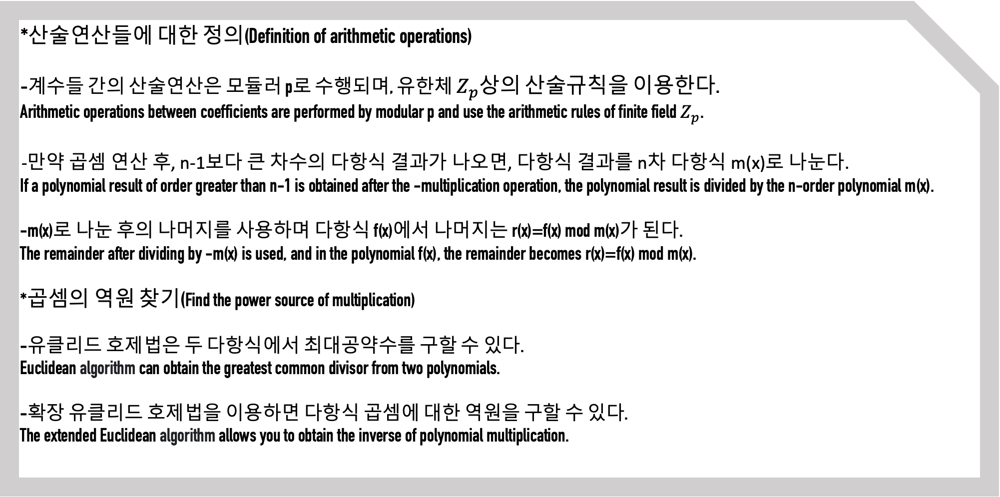 *산술연산들에 대한 정의(Definition of arithmetic operations)
-계수들 간의 산술연산은 모듈러 p로 수행되며, 유한체 Z_p상의 산술규칙을 이용한다.
Arithmetic operations between coefficients are performed by modular p and use the arithmetic rules of finite field Z_p.
-만약 곱셈 연산 후, n-1보다 큰 차수의 다항식 결과가 나오면, 다항식 결과를 n차 다항식 m(x)로 나눈다.
If a polynomial result of order greater than n-1 is obtained after the -multiplication operation, the polynomial result is divided by the n-order polynomial m(x).
-m(x)로 나눈 후의 나머지를 사용하며 다항식 f(x)에서 나머지는 r(x)=f(x) mod m(x)가 된다.
The remainder after dividing by -m(x) is used, and in the polynomial f(x), the remainder becomes r(x)=f(x) mod m(x).
*곱셈의 역원 찾기(Find the power source of multiplication)
-유클리드 호제법은 두 다항식에서 최대공약수를 구할 수 있다.
Euclidean algorithm can obtain the greatest common divisor from two polynomials.
-확장 유클리드 호제법을 이용하면 다항식 곱셈에 대한 역원을 구할 수 있다.
The extended Euclidean algorithm allows you to obtain the inverse of polynomial multiplication.